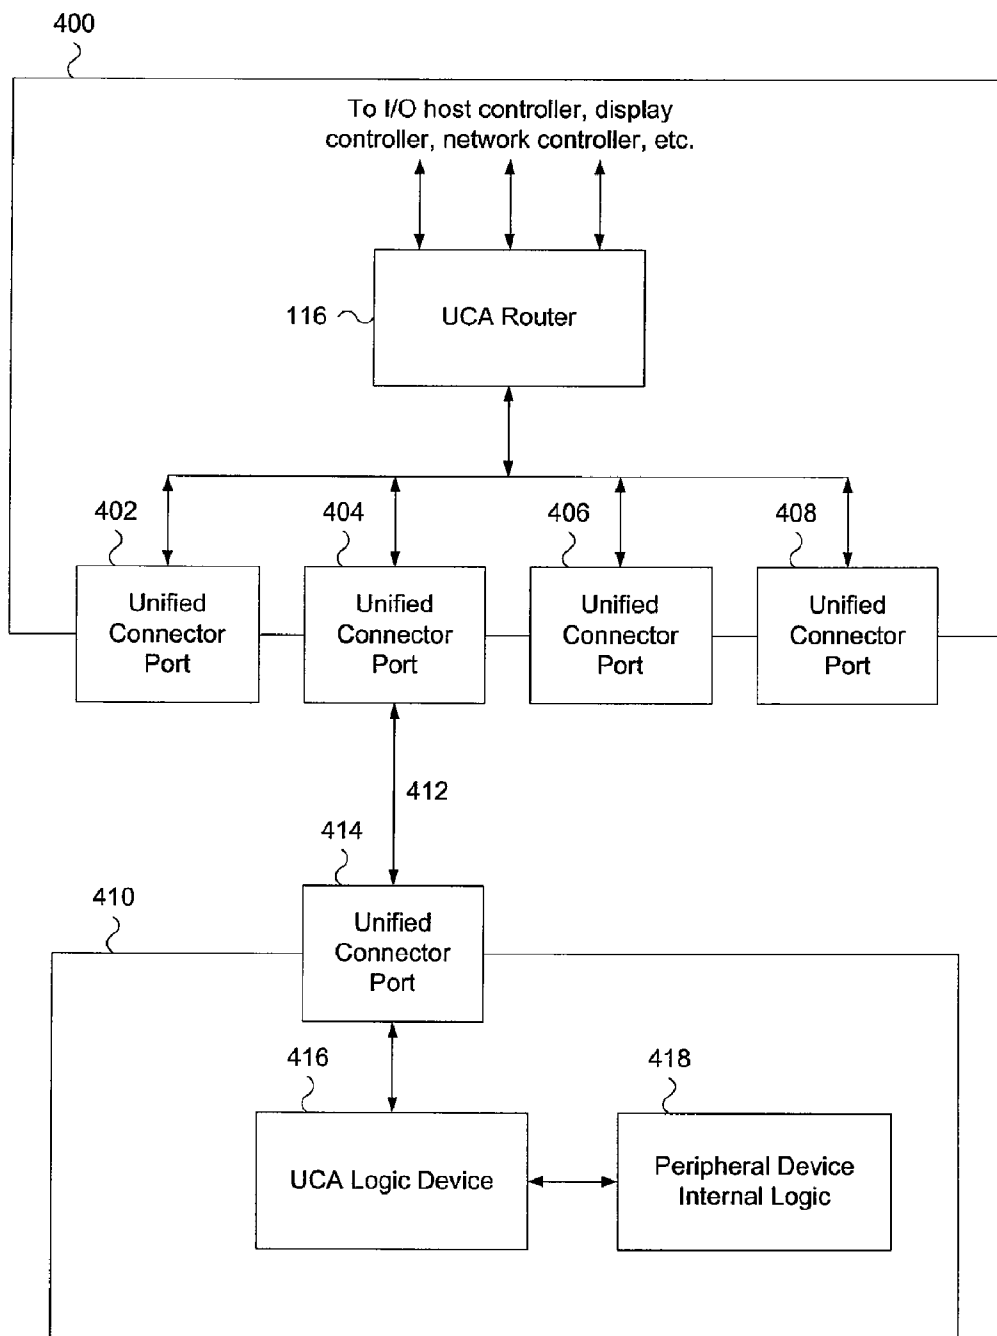 400
To I/O host controller, display
controller, network controller, etc.
116
UCA Router
402
404
406
408
Unified
Connector
Port
Unified
Connector
Port
Unified
Connector
Port
Unified
Connector
Port
412
414
410
Unified
Connector
Port
416
418
UCA Logic Device
Peripheral Device
Internal Logic